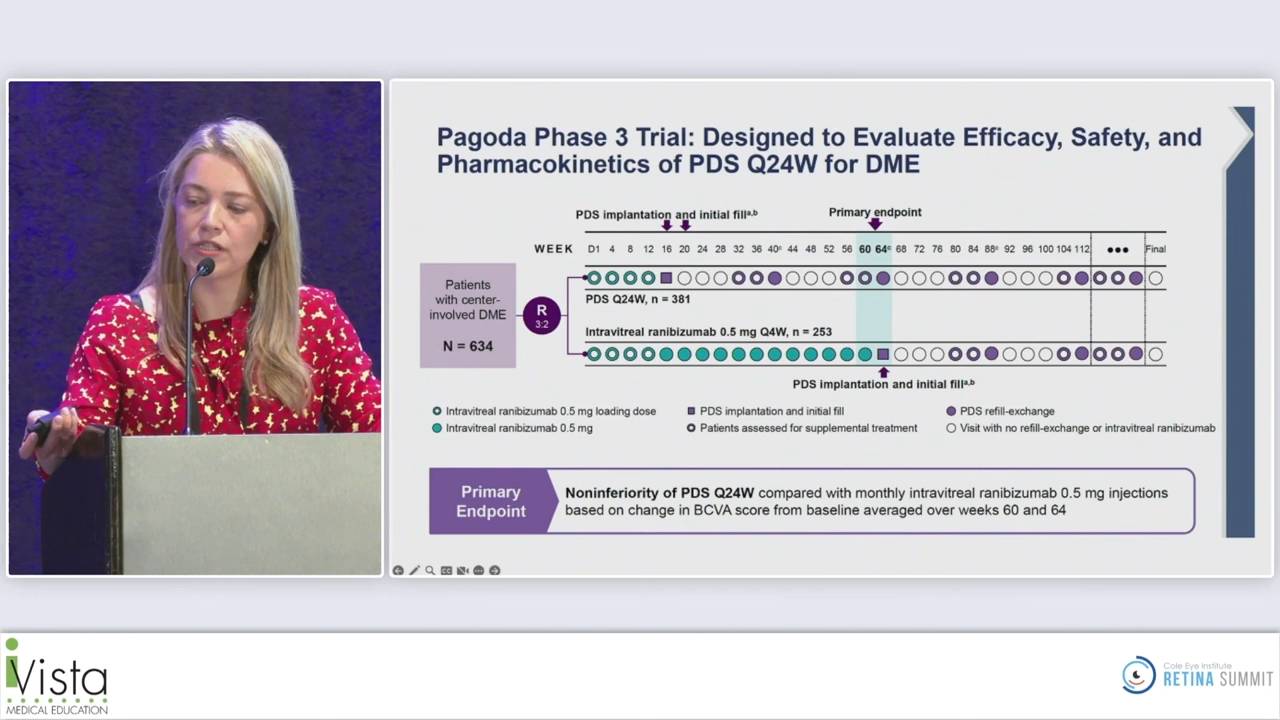 Pagoda Phase 3 Trial: Designed to Evaluate Efficacy, Safety, and
Pharmacokinetics of PDS Q24W for DME
PDS implantation and initial fillᵃ,ᵇ
Primary endpoint
WEEK D1 4 8 12 16 20 24 28 32 36 40ᶜ 44 48 52 56 60 64ᶜ 68 72 76 80 84 88ᶜ 92 96 100 104 112 ●●● Final
Patients
with center-
involved DME
N = 634
R
3:2
PDS Q24W, n = 381
Intravitreal ranibizumab 0.5 mg Q4W, n = 253
PDS implantation and initial fillᵃ,ᵇ
Intravitreal ranibizumab 0.5 mg loading dose
PDS implantation and initial fill
PDS refill-exchange
Intravitreal ranibizumab 0.5 mg
Patients assessed for supplemental treatment
Visit with no refill-exchange or intravitreal ranibizumab
Primary
Endpoint
Noninferiority of PDS Q24W compared with monthly intravitreal ranibizumab 0.5 mg injections
based on change in BCVA score from baseline averaged over weeks 60 and 64
iVista
MEDICAL EDUCATION
Cole Eye Institute
RETINA SUMMIT